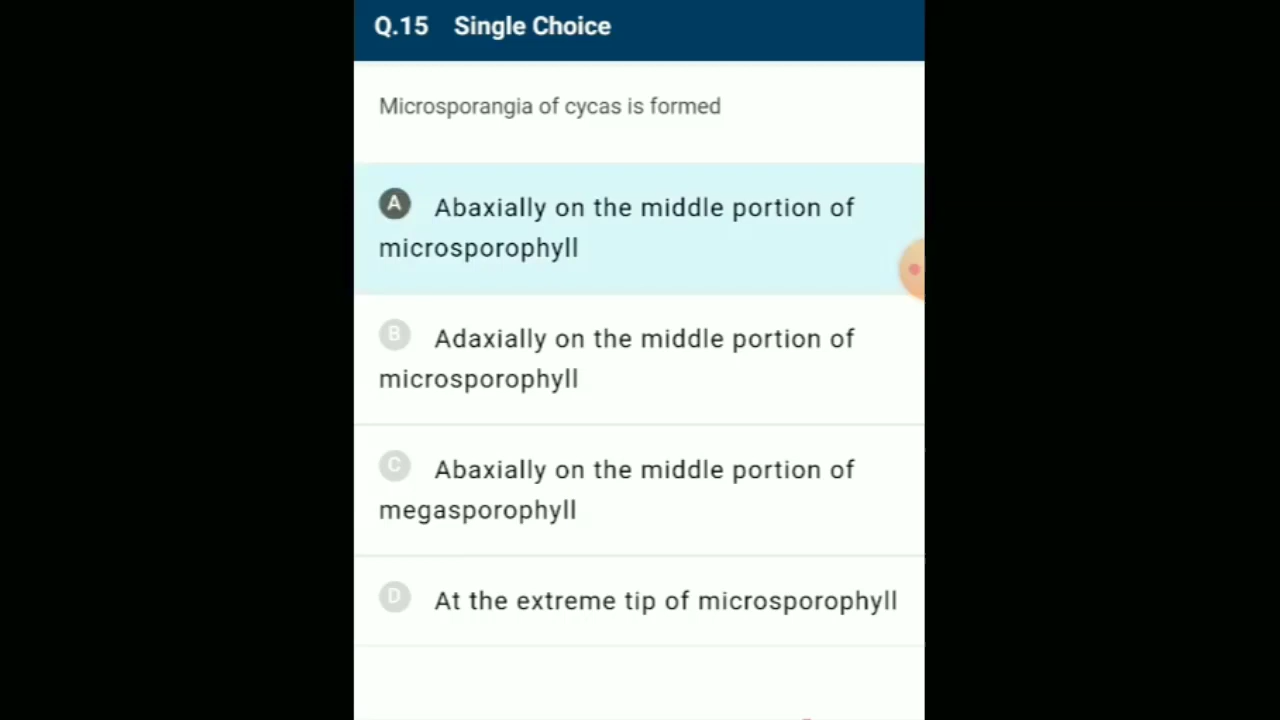 Q.15 Single Choice
Microsporangia of cycas is formed
A Abaxially on the middle portion of
microsporophyll
B Adaxially on the middle portion of
microsporophyll
C Abaxially on the middle portion of
megasporophyll
D At the extreme tip of microsporophyll